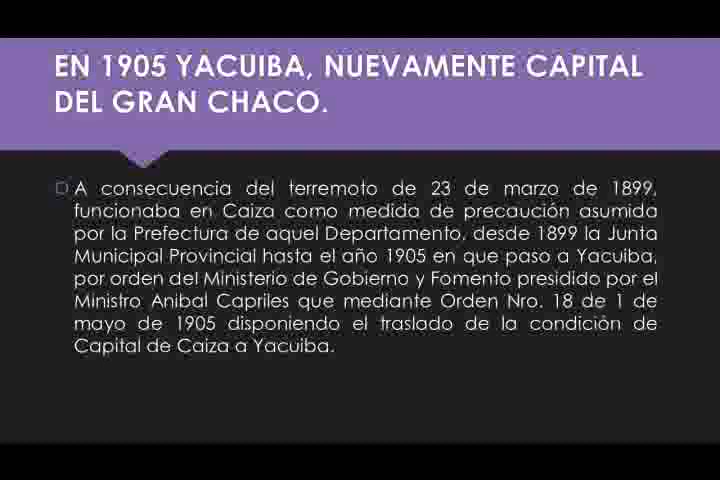 EN 1905 YACUIBA, NUEVAMENTE CAPITAL
DEL GRAN CHACO.
A consecuencia del terremoto de 23 de marzo de 1899,
funcionaba en Caiza como medida de precaución asumida
por la Prefectura de aquel Departamento, desde 1899 la Junta
Municipal Provincial hasta el año 1905 en que paso a Yacuiba,
por orden del Ministerio de Gobierno y Fomento presidido por el
Ministro Anibal Capriles que mediante Orden Nro. 18 de 1 de
mayo de 1905 disponiendo el traslado de la condición de
Capital de Caiza a Yacuiba.